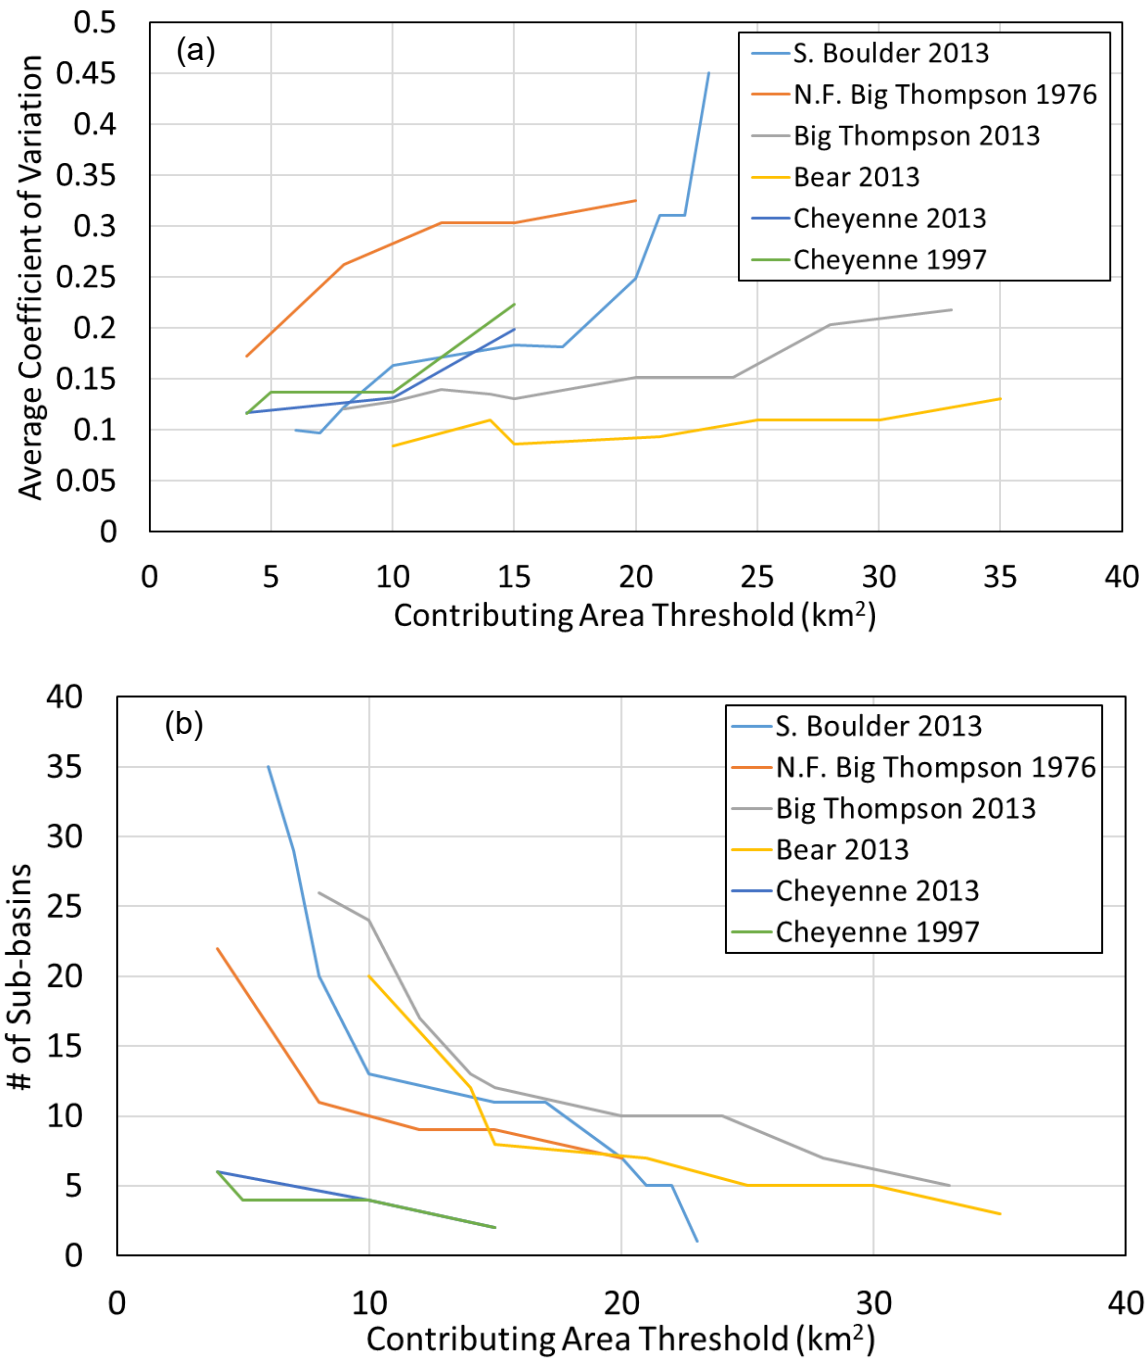 (a)
Average Coefficient of Variation
0.5
0.45
0.4
0.35
0.3
0.25
0.2
0.15
0.1
0.05
0
S. Boulder 2013
N.F. Big Thompson 1976
Big Thompson 2013
Bear 2013
Cheyenne 2013
Cheyenne 1997
0 5 10 15 20 25 30 35 40
Contributing Area Threshold (km²)
(b)
# of Sub-basins
40
35
30
25
20
15
10
5
0
S. Boulder 2013
N.F. Big Thompson 1976
Big Thompson 2013
Bear 2013
Cheyenne 2013
Cheyenne 1997
0 10 20 30 40
Contributing Area Threshold (km²)